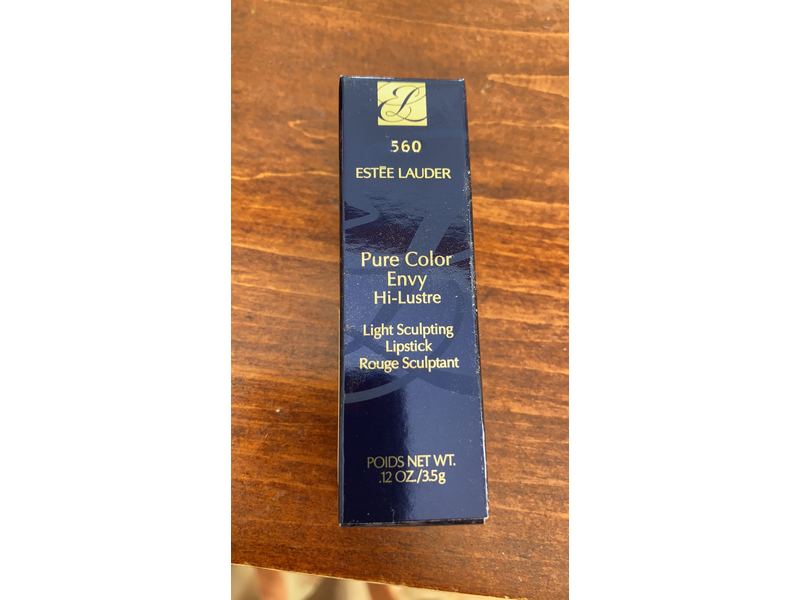 EL
560
ESTĒE LAUDER
Pure Color
Envy
Hi-Lustre
Light Sculpting
Lipstick
Rouge Sculptant
POIDS NET WT.
.12 OZ./3.5g